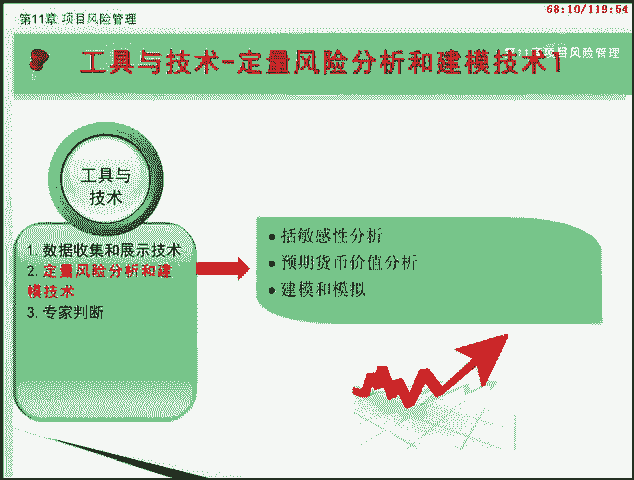 第11章 项目风险管理
68:10/119:54
第11章项目风险管理
工具与技术-定量风险分析和建模技术1
工具与
技术
1. 数据收集和展示技术
2. 定量风险分析和建
模技术
3. 专家判断
● 括敏感性分析
● 预期货币价值分析
● 建模和模拟